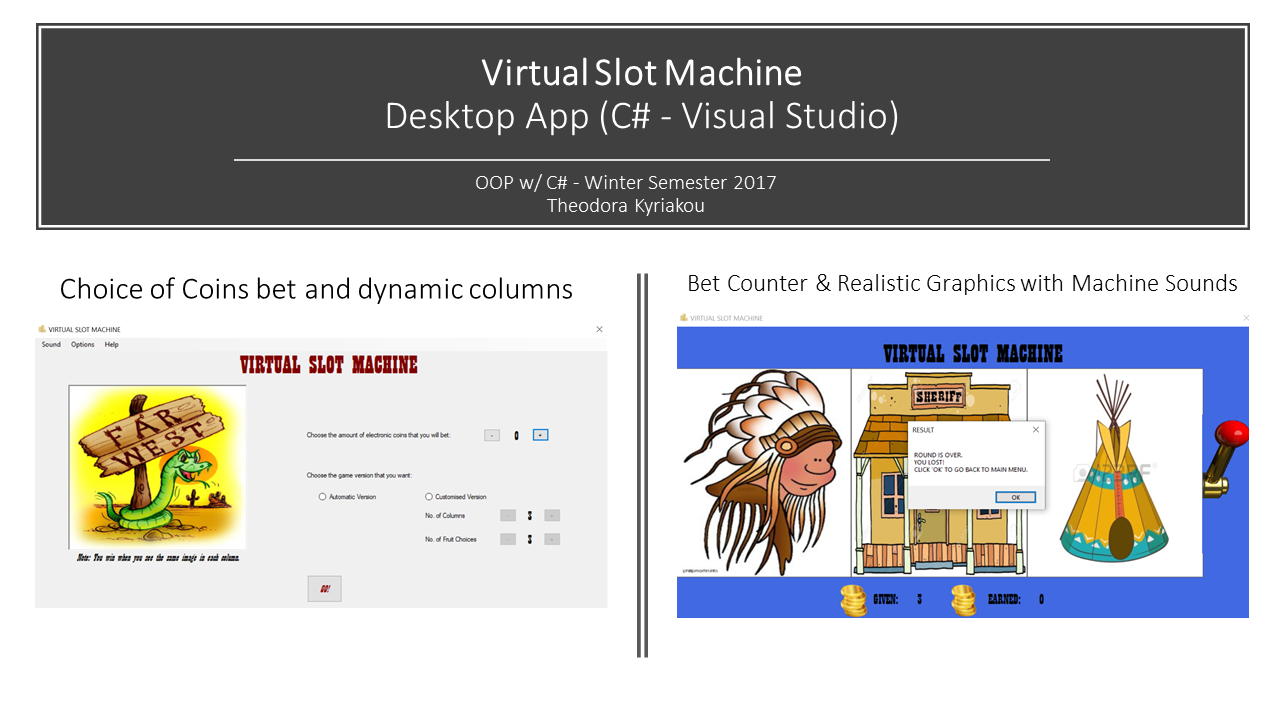 Virtual Slot Machine
Desktop App (C# - Visual Studio)
OOP w/ C# - Winter Semester 2017
Theodora Kyriakou
Choice of Coins bet and dynamic columns
VIRTUAL SLOT MACHINE
Sound Options Help
VIRTUAL SLOT MACHINE
FAR
WEST
Choose the amount of electronic coins that you will bet: - 0 +
Choose the game version that you want:
Automatic Version Customised Version
No. of Columns - 3 +
No. of Fruit Choices - 3 +
Note: You win when you see the same image in each column.
GO!
Bet Counter & Realistic Graphics with Machine Sounds
VIRTUAL SLOT MACHINE
VIRTUAL SLOT MACHINE
SHERIFF
RESULT
ROUND IS OVER.
YOU LOST!
CLICK 'OK' TO GO BACK TO MAIN MENU.
OK
GIVEN: 3 EARNED: 0